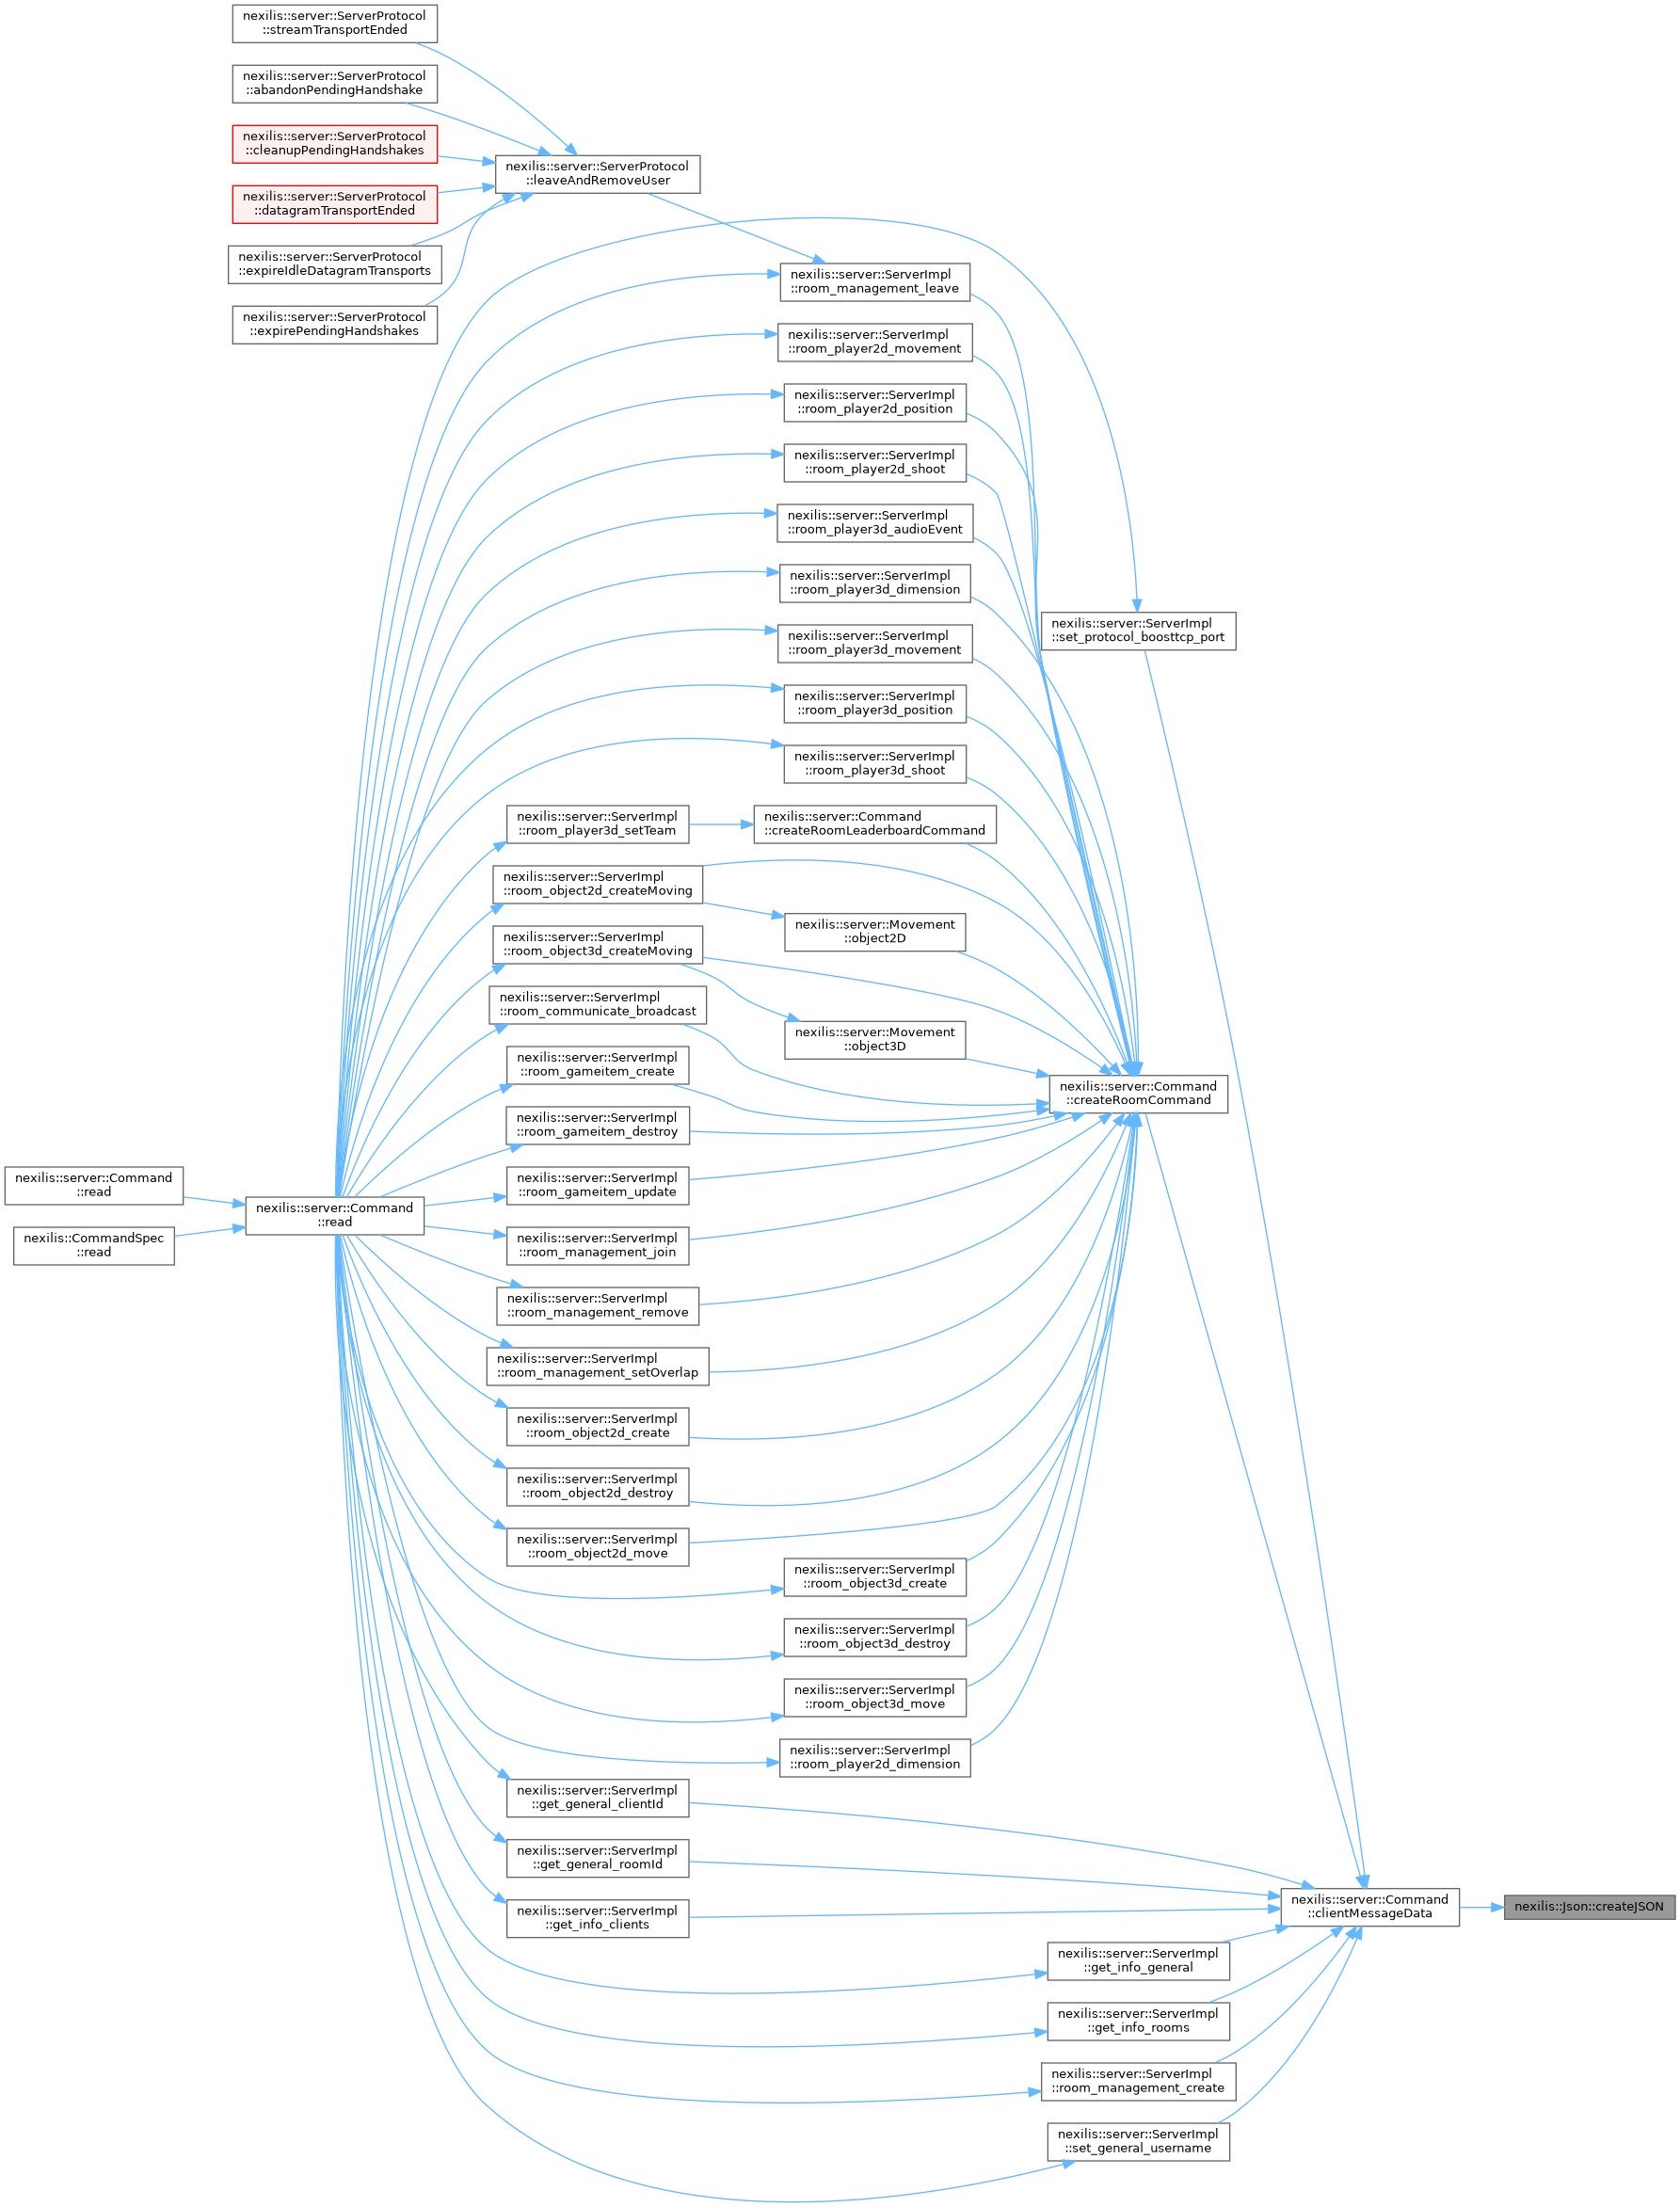 nexilis::server::ServerProtocol
::streamTransportEnded
nexilis::server::ServerProtocol
::abandonPendingHandshake
nexilis::server::ServerProtocol
::cleanupPendingHandshakes
nexilis::server::ServerProtocol
::leaveAndRemoveUser
nexilis::server::ServerProtocol
::datagramTransportEnded
nexilis::server::ServerProtocol
::expireIdleDatagramTransports
nexilis::server::ServerImpl
::room_management_leave
nexilis::server::ServerProtocol
::expirePendingHandshakes
nexilis::server::ServerImpl
::room_player2d_movement
nexilis::server::ServerImpl
::room_player2d_position
nexilis::server::ServerImpl
::room_player2d_shoot
nexilis::server::ServerImpl
::room_player3d_audioEvent
nexilis::server::ServerImpl
::room_player3d_dimension
nexilis::server::ServerImpl
::set_protocol_boosttcp_port
nexilis::server::ServerImpl
::room_player3d_movement
nexilis::server::ServerImpl
::room_player3d_position
nexilis::server::ServerImpl
::room_player3d_shoot
nexilis::server::ServerImpl
::room_player3d_setTeam
nexilis::server::Command
::createRoomLeaderboardCommand
nexilis::server::ServerImpl
::room_object2d_createMoving
nexilis::server::Movement
::object2D
nexilis::server::ServerImpl
::room_object3d_createMoving
nexilis::server::ServerImpl
::room_communicate_broadcast
nexilis::server::Movement
::object3D
nexilis::server::ServerImpl
::room_gameitem_create
nexilis::server::Command
::createRoomCommand
nexilis::server::ServerImpl
::room_gameitem_destroy
nexilis::server::Command
::read
nexilis::server::ServerImpl
::room_gameitem_update
nexilis::server::Command
::read
nexilis::CommandSpec
::read
nexilis::server::ServerImpl
::room_management_join
nexilis::server::ServerImpl
::room_management_remove
nexilis::server::ServerImpl
::room_management_setOverlap
nexilis::server::ServerImpl
::room_object2d_create
nexilis::server::ServerImpl
::room_object2d_destroy
nexilis::server::ServerImpl
::room_object2d_move
nexilis::server::ServerImpl
::room_object3d_create
nexilis::server::ServerImpl
::room_object3d_destroy
nexilis::server::ServerImpl
::room_object3d_move
nexilis::server::ServerImpl
::room_player2d_dimension
nexilis::server::ServerImpl
::get_general_clientId
nexilis::server::ServerImpl
::get_general_roomId
nexilis::server::Command
::clientMessageData
nexilis::Json::createJSON
nexilis::server::ServerImpl
::get_info_clients
nexilis::server::ServerImpl
::get_info_general
nexilis::server::ServerImpl
::get_info_rooms
nexilis::server::ServerImpl
::room_management_create
nexilis::server::ServerImpl
::set_general_username